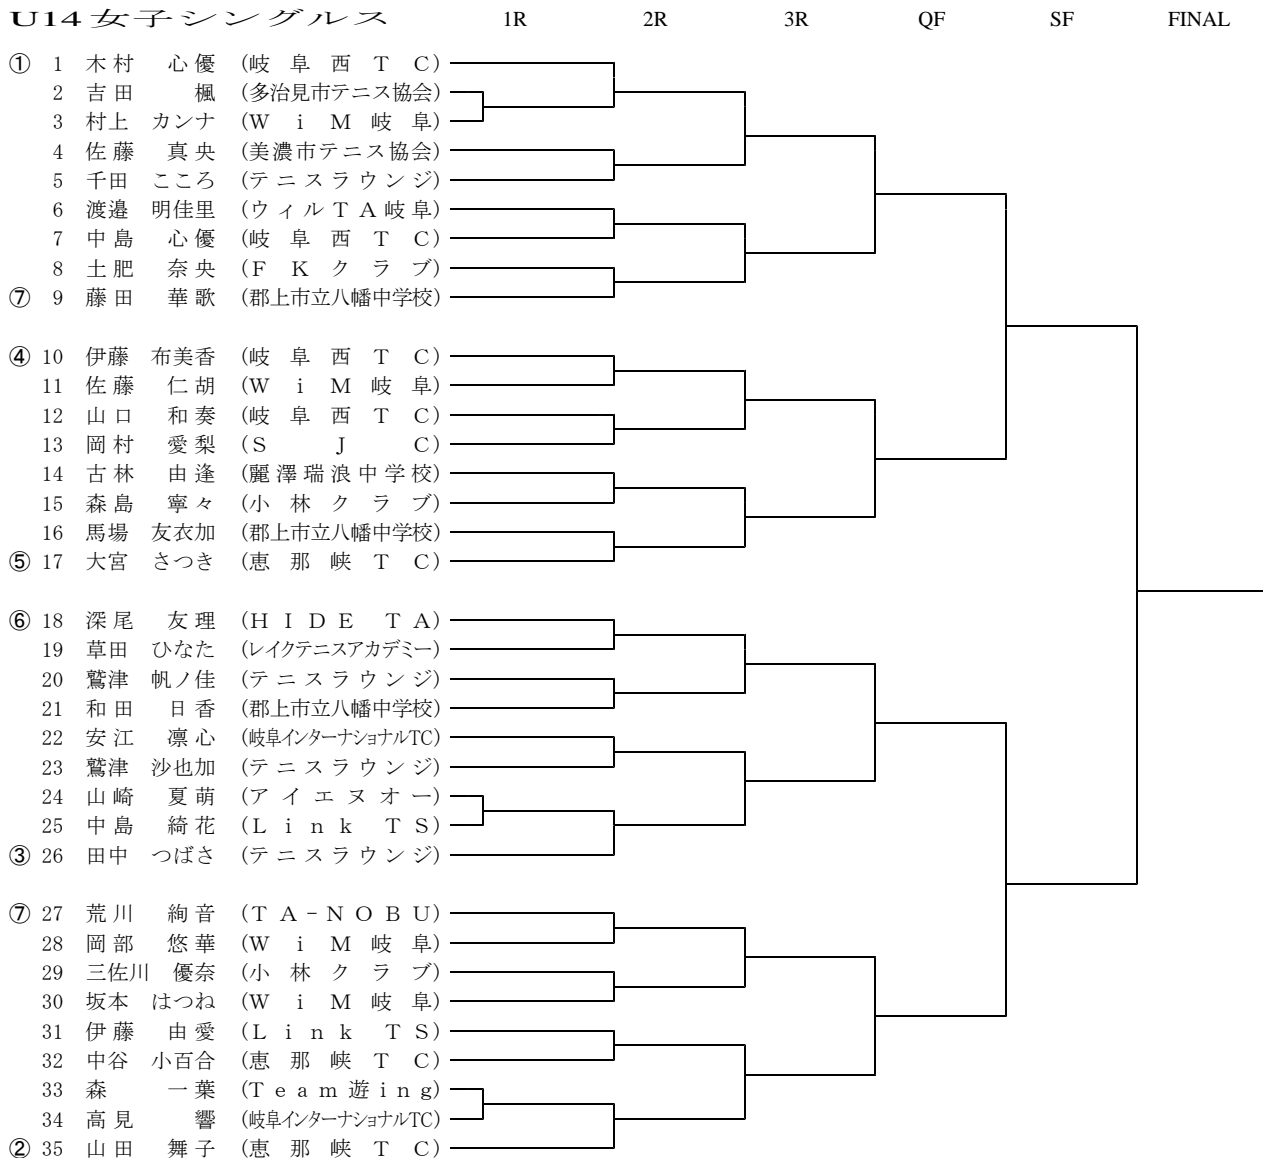 U14女子シングルス 1R 2R 3R QF SF FINAL
① 1 木村 心優 (岐阜西TC)
2 吉田 楓 (多治見市テニス協会)
3 村上 カンナ (WiM岐阜)
4 佐藤 真央 (美濃市テニス協会)
5 千田 こころ (テニスラウンジ)
6 渡邉 明佳里 (ウィルTA岐阜)
7 中島 心優 (岐阜西TC)
8 土肥 奈央 (FKクラブ)
⑦ 9 藤田 華歌 (郡上市立八幡中学校)
④ 10 伊藤 布美香 (岐阜西TC)
11 佐藤 仁胡 (WiM岐阜)
12 山口 和奏 (岐阜西TC)
13 岡村 愛梨 (SJC)
14 古林 由逢 (麗澤瑞浪中学校)
15 森島 寧々 (小林クラブ)
16 馬場 友衣加 (郡上市立八幡中学校)
⑤ 17 大宮 さつき (恵那峡TC)
⑥ 18 深尾 友理 (HIDE TA)
19 草田 ひなた (レイクテニスアカデミー)
20 鷲津 帆ノ佳 (テニスラウンジ)
21 和田 日香 (郡上市立八幡中学校)
22 安江 凛心 (岐阜インターナショナルTC)
23 鷲津 沙也加 (テニスラウンジ)
24 山崎 夏萌 (アイエヌオー)
25 中島 綺花 (Link TS)
③ 26 田中 つばさ (テニスラウンジ)
⑦ 27 荒川 絢音 (TA-NOBU)
28 岡部 悠華 (WiM岐阜)
29 三佐川 優奈 (小林クラブ)
30 坂本 はつね (WiM岐阜)
31 伊藤 由愛 (Link TS)
32 中谷 小百合 (恵那峡TC)
33 森 一葉 (Team遊ing)
34 高見 響 (岐阜インターナショナルTC)
② 35 山田 舞子 (恵那峡TC)